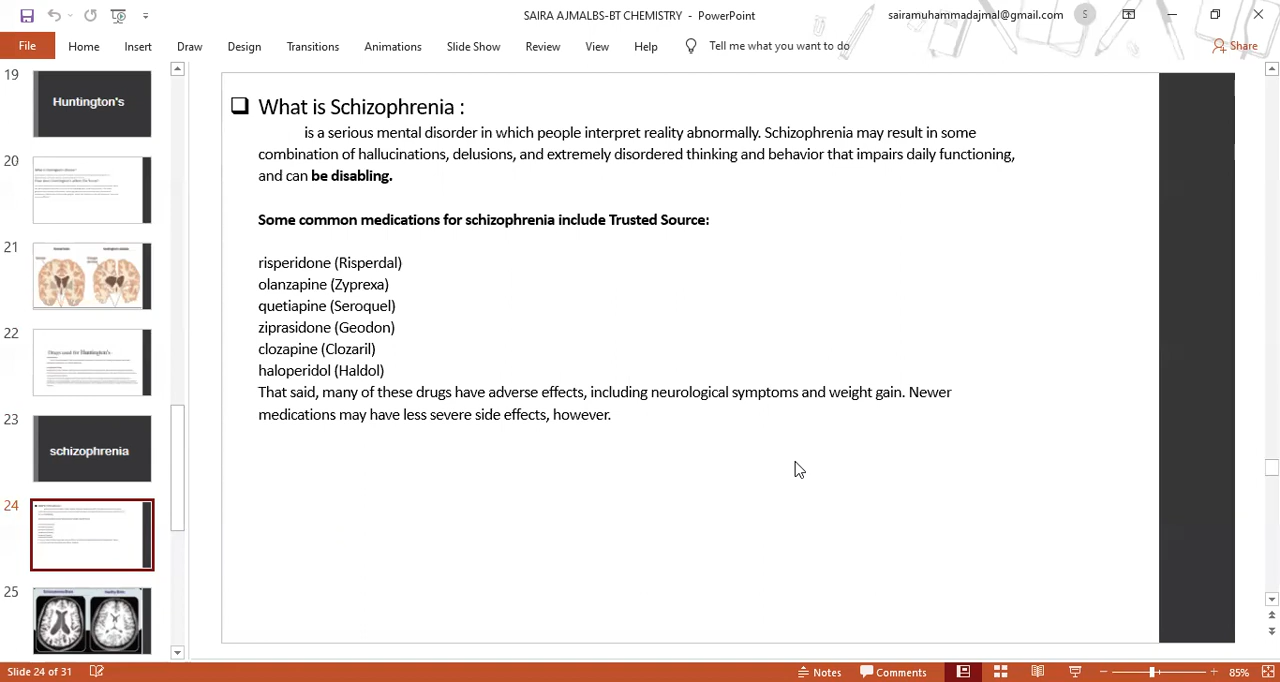 SAIRA AJMALBS-BT CHEMISTRY - PowerPoint
sairamuhammadajmal@gmail.com
S
File
Home
Insert
Draw
Design
Transitions
Animations
Slide Show
Review
View
Help
Tell me what you want to do
Share
19
Huntington's
20
21
22
Drugs used for Huntington's
23
schizophrenia
24
25
What is Schizophrenia :
is a serious mental disorder in which people interpret reality abnormally. Schizophrenia may result in some
combination of hallucinations, delusions, and extremely disordered thinking and behavior that impairs daily functioning,
and can be disabling.
Some common medications for schizophrenia include Trusted Source:
risperidone (Risperdal)
olanzapine (Zyprexa)
quetiapine (Seroquel)
ziprasidone (Geodon)
clozapine (Clozaril)
haloperidol (Haldol)
That said, many of these drugs have adverse effects, including neurological symptoms and weight gain. Newer
medications may have less severe side effects, however.
Slide 24 of 31
Notes
Comments
85%